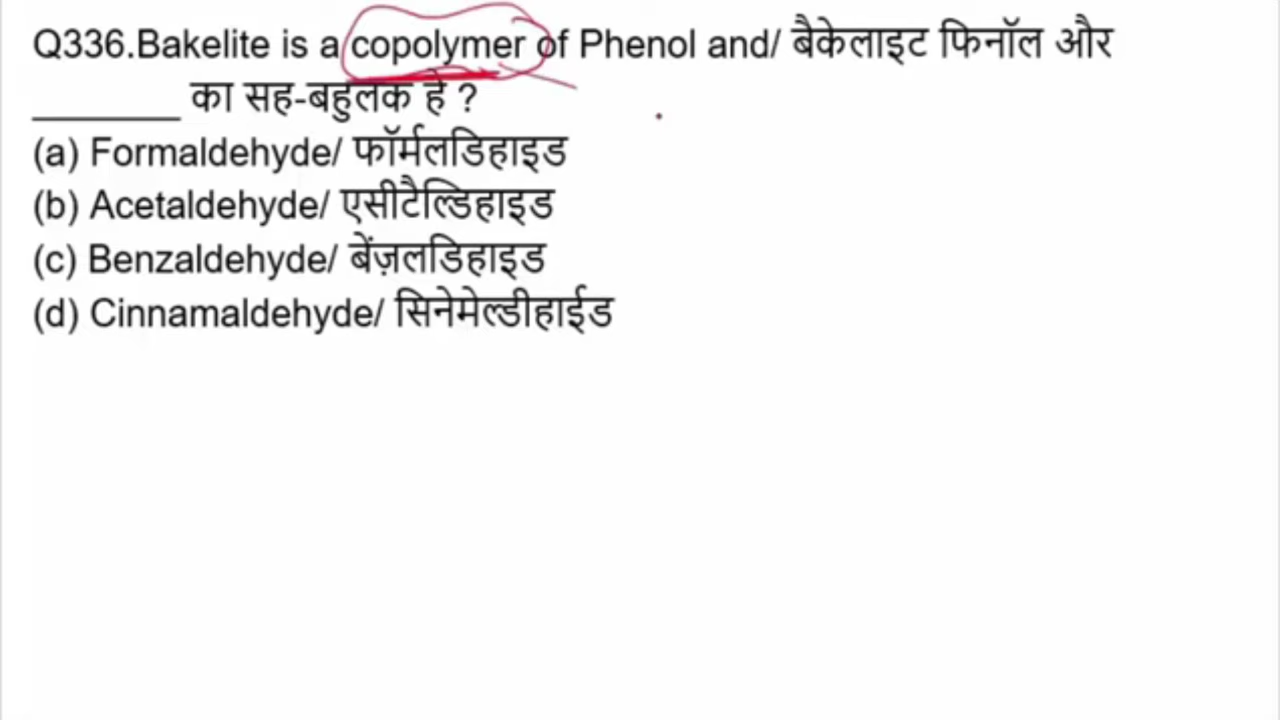 Q336.Bakelite is a copolymer of Phenol and/ बैकेलाइट फिनॉल और
_______ का सह-बहुलक है ?
(a) Formaldehyde/ फॉर्मलडिहाइड
(b) Acetaldehyde/ एसीटैल्डिहाइड
(c) Benzaldehyde/ बेंज़लडिहाइड
(d) Cinnamaldehyde/ सिनेमेल्डीहाईड